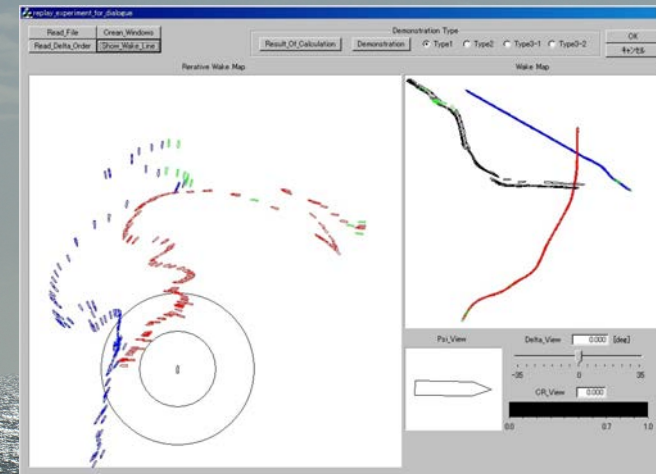 replay_experiment_for_dialogue
Read_File
Crean_Windows
Read_Delta_Order
Show_Wake_Line
Demonstration Type
Result_Of_Calculation
Demonstration
Type1
Type2
Type3-1
Type3-2
OK
キャンセル
Rerative Wake Map
Wake Map
Psi_View
Delta_View
0.000
[deg]
-35
0
35
CR_View
0.000
0.0
0.7
1.0